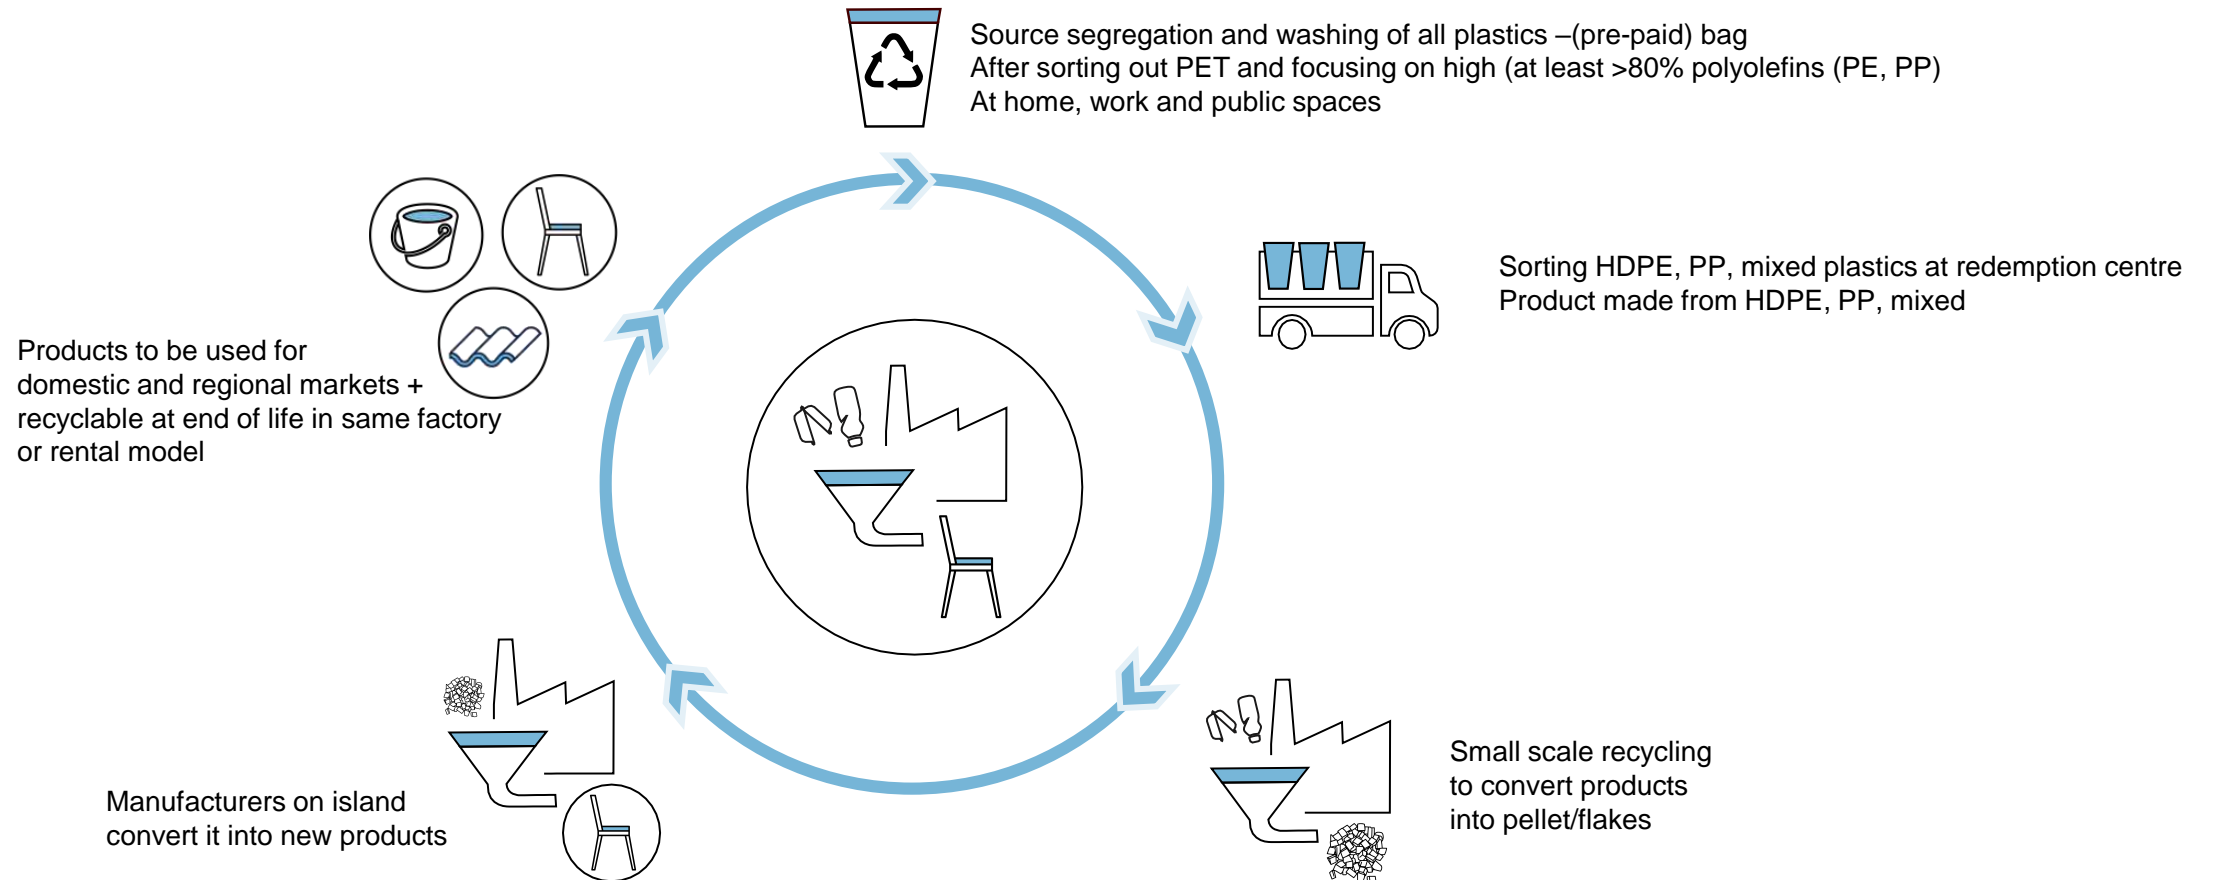 Source segregation and washing of all plastics –(pre-paid) bag
After sorting out PET and focusing on high (at least >80% polyolefins (PE, PP)
At home, work and public spaces
Sorting HDPE, PP, mixed plastics at redemption centre
Product made from HDPE, PP, mixed
Small scale recycling
to convert products
into pellet/flakes
Manufacturers on island
convert it into new products
Products to be used for
domestic and regional markets +
recyclable at end of life in same factory
or rental model